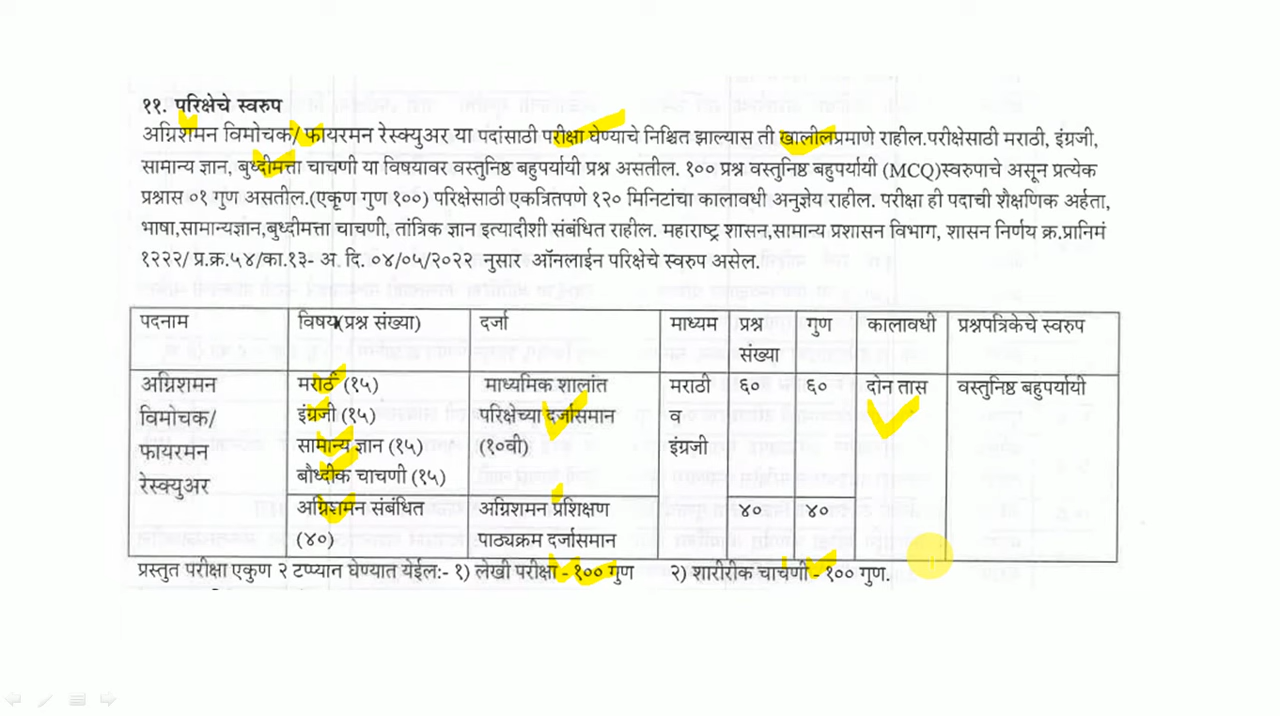 ११. परिक्षेचे स्वरुप
अग्निशमन विमोचक/ फायरमन रेस्क्युअर या पदांसाठी परीक्षा घेण्याचे निश्चित झाल्यास ती खालीलप्रमाणे राहील.परीक्षेसाठी मराठी, इंग्रजी,
सामान्य ज्ञान, बुध्दीमत्ता चाचणी या विषयावर वस्तुनिष्ठ बहुपर्यायी प्रश्न असतील. १०० प्रश्न वस्तुनिष्ठ बहुपर्यायी (MCQ)स्वरुपाचे असून प्रत्येक
प्रश्नास ०१ गुण असतील.(एकृण गुण १००) परिक्षेसाठी एकत्रितपणे १२० मिनिटांचा कालावधी अनुज्ञेय राहील. परीक्षा ही पदाची शैक्षणिक अर्हता,
भाषा,सामान्यज्ञान,बुध्दीमत्ता चाचणी, तांत्रिक ज्ञान इत्यादीशी संबंधित राहील. महाराष्ट्र शासन,सामान्य प्रशासन विभाग, शासन निर्णय क्र.प्रानिमं
१२२२/ प्र.क्र.५४/का.१३- अ. दि. ०४/०५/२०२२ नुसार ऑनलाईन परिक्षेचे स्वरुप असेल.
पदनाम विषय(प्रश्न संख्या) दर्जा माध्यम प्रश्न गुण कालावधी प्रश्नपत्रिकेचे स्वरुप
संख्या
अग्निशमन मराठी (१५) माध्यमिक शालांत मराठी ६० ६० दोन तास वस्तुनिष्ठ बहुपर्यायी
विमोचक/ इंग्रजी (१५) परिक्षेच्या दर्जासमान व
फायरमन सामान्य ज्ञान (१५) (१०वी) इंग्रजी
रेस्क्युअर बौध्दीक चाचणी (१५)
अग्निशमन संबंधित अग्निशमन प्रशिक्षण ४० ४०
(४०) पाठ्यक्रम दर्जासमान
प्रस्तुत परीक्षा एकुण २ टप्प्यान घेण्यात येईल:- १) लेखी परीक्षा - १०० गुण २) शारीरीक चाचणी - १०० गुण.